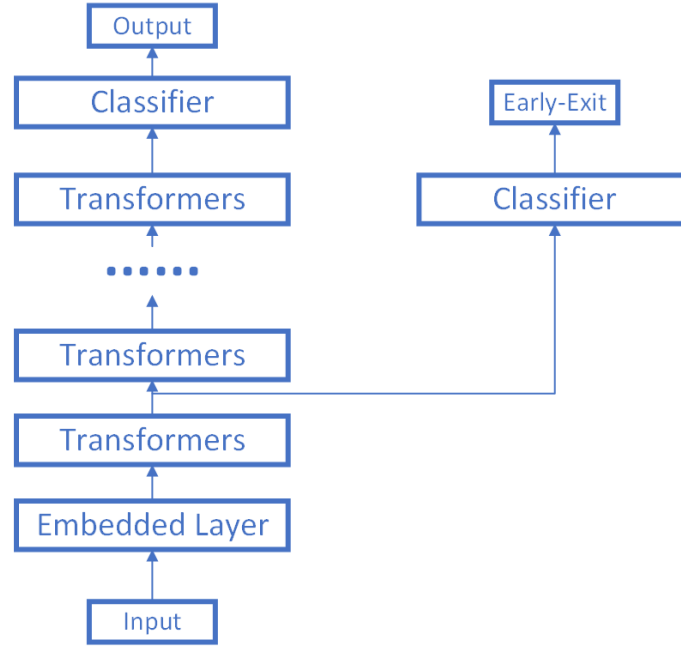 Output
Classifier
Early-Exit
Transformers
Classifier
......
Transformers
Transformers
Embedded Layer
Input